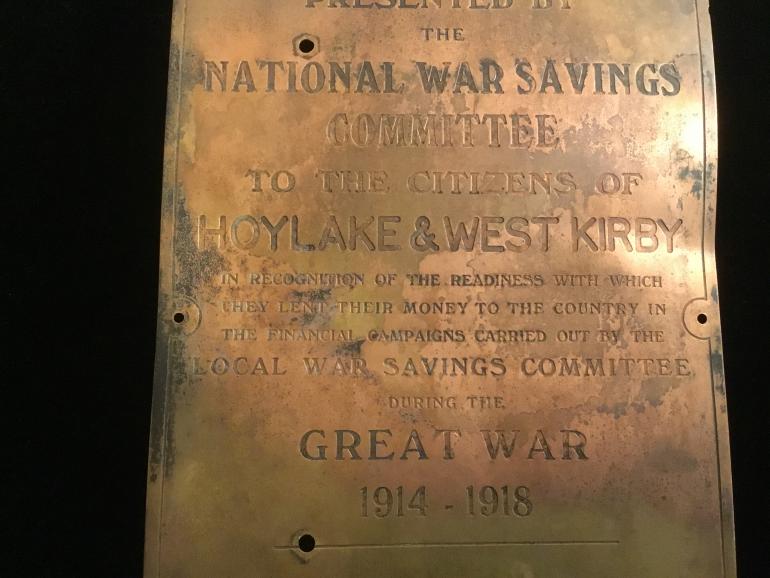 PRESENTED BY
THE
NATIONAL WAR SAVINGS
COMMITTEE
TO THE CITIZENS OF
HOYLAKE & WEST KIRBY
IN RECOGNITION OF THE READINESS WITH WHICH
THEY LENT THEIR MONEY TO THE COUNTRY IN
THE FINANCIAL CAMPAIGNS CARRIED OUT BY THE
LOCAL WAR SAVINGS COMMITTEE
DURING THE
GREAT WAR
1914 - 1918